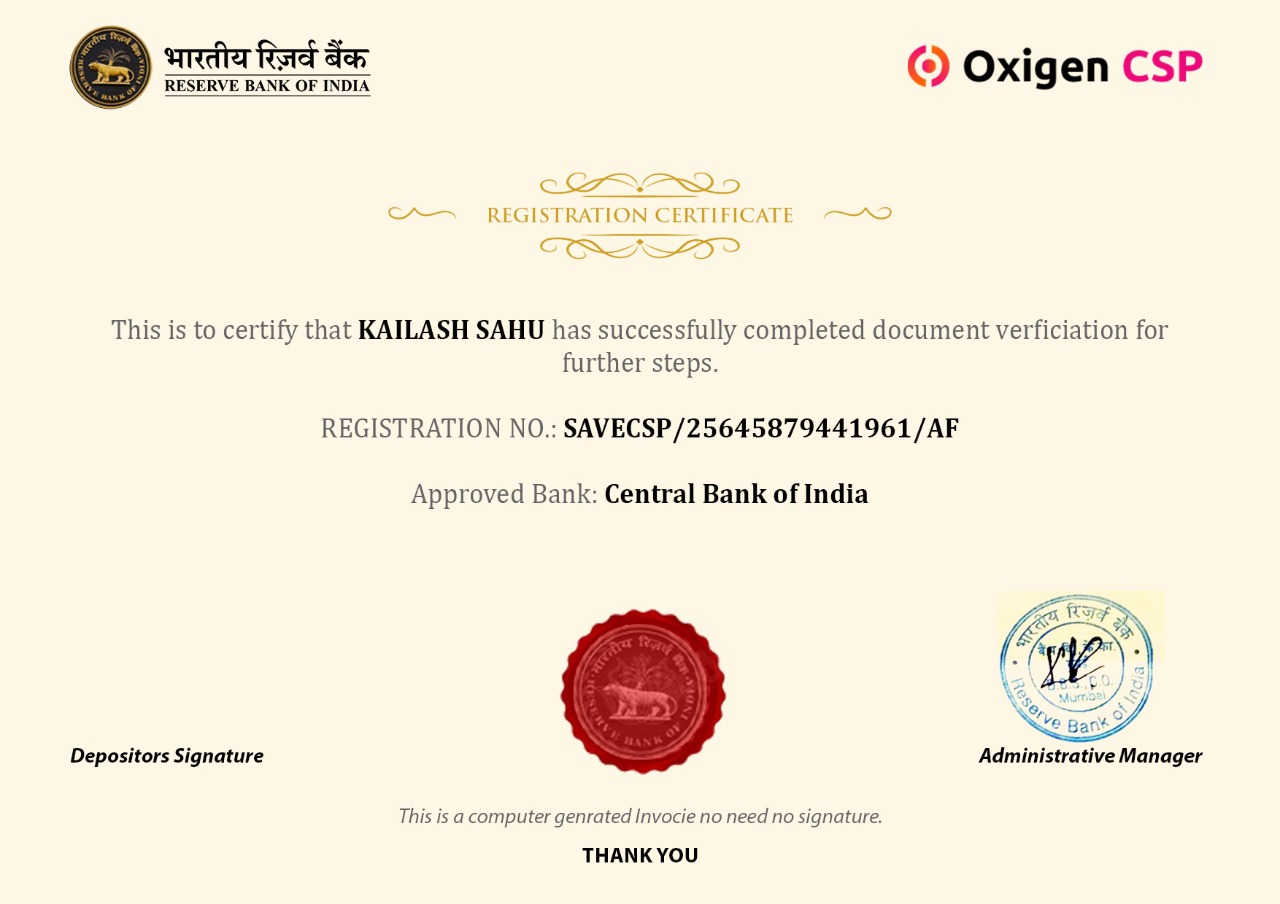 भारतीय रिज़र्व बैंक
RESERVE BANK OF INDIA
Oxigen CSP
REGISTRATION CERTIFICATE
This is to certify that KAILASH SAHU has successfully completed document verficiation for
further steps.
REGISTRATION NO.: SAVECSP/25645879441961/AF
Approved Bank: Central Bank of India
भारतीय रिज़र्व बैंक
RESERVE BANK OF INDIA
भारतीय रिज़र्व बैंक
Mumbai
Reserve Bank of India
Depositors Signature
Administrative Manager
This is a computer genrated Invocie no need no signature.
THANK YOU